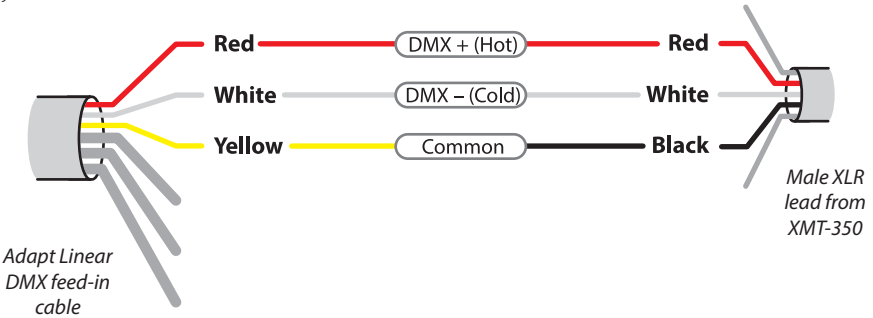 Red DMX + (Hot) Red
White DMX – (Cold) White
Yellow Common Black
Adapt Linear
DMX feed-in
cable
Male XLR
lead from
XMT-350